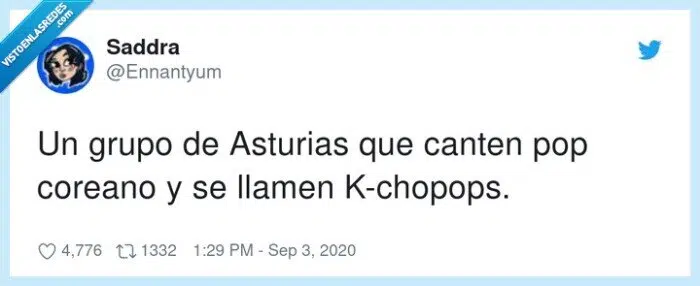 VISTOENLASREDES
.com
Saddra
@Ennantyum
Un grupo de Asturias que canten pop
coreano y se llamen K-chopops.
4,776 1332 1:29 PM - Sep 3, 2020